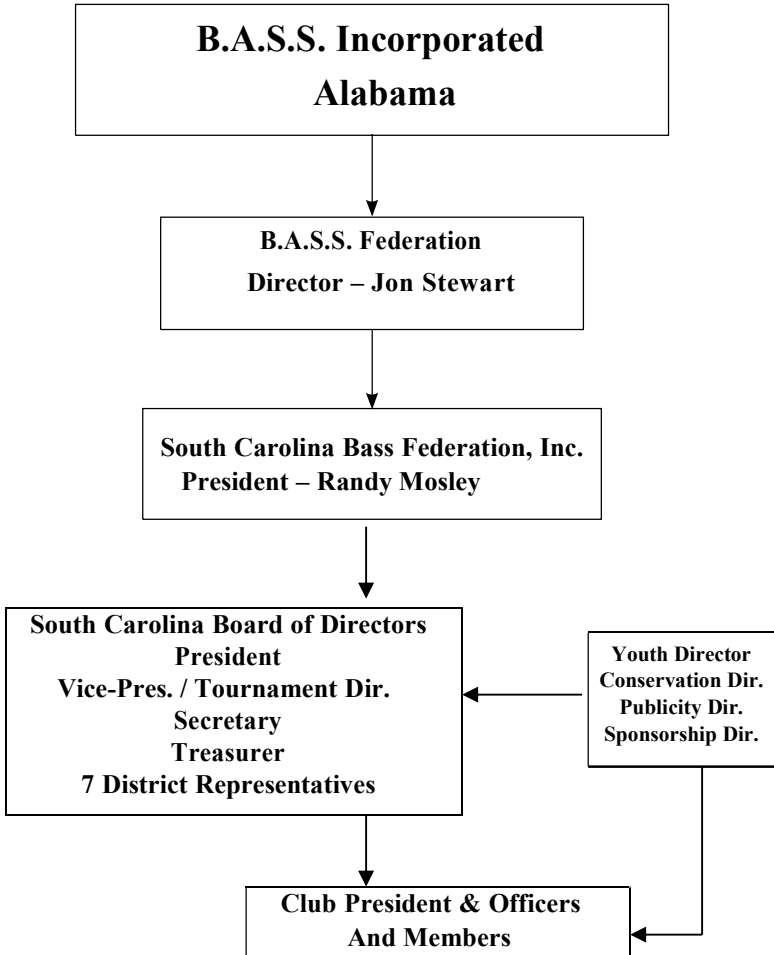 B.A.S.S. Incorporated
Alabama
B.A.S.S. Federation
Director – Jon Stewart
South Carolina Bass Federation, Inc.
President – Randy Mosley
South Carolina Board of Directors
President
Vice-Pres. / Tournament Dir.
Secretary
Treasurer
7 District Representatives
Youth Director
Conservation Dir.
Publicity Dir.
Sponsorship Dir.
Club President & Officers
And Members